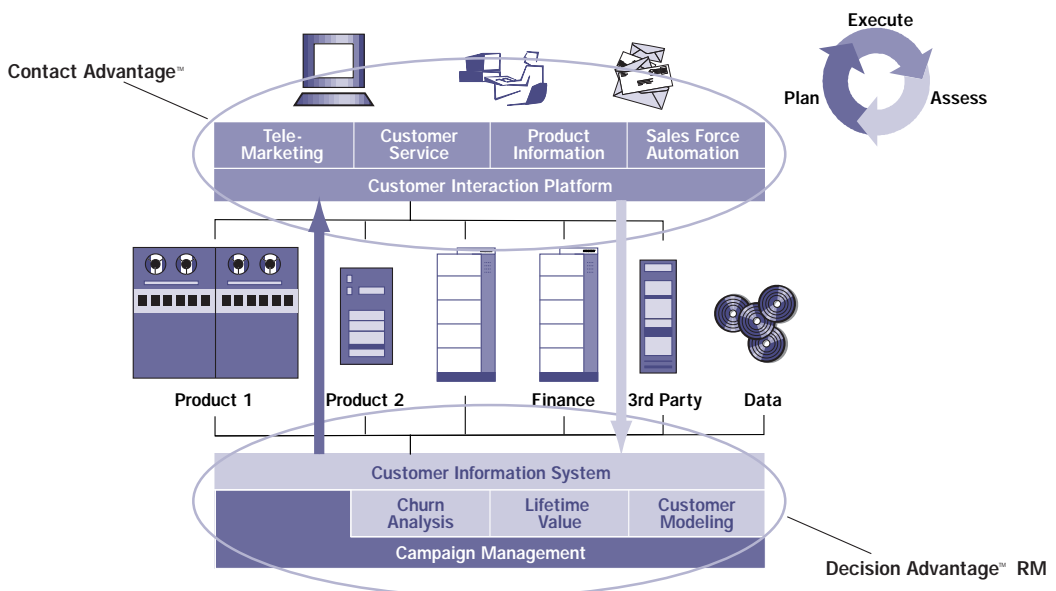 Execute
Contact Advantage™
Plan
Assess
Tele-
Marketing
Customer
Service
Product
Information
Sales Force
Automation
Customer Interaction Platform
Product 1
Product 2
Finance
3rd Party
Data
Customer Information System
Churn
Analysis
Lifetime
Value
Customer
Modeling
Campaign Management
Decision Advantage™ RM